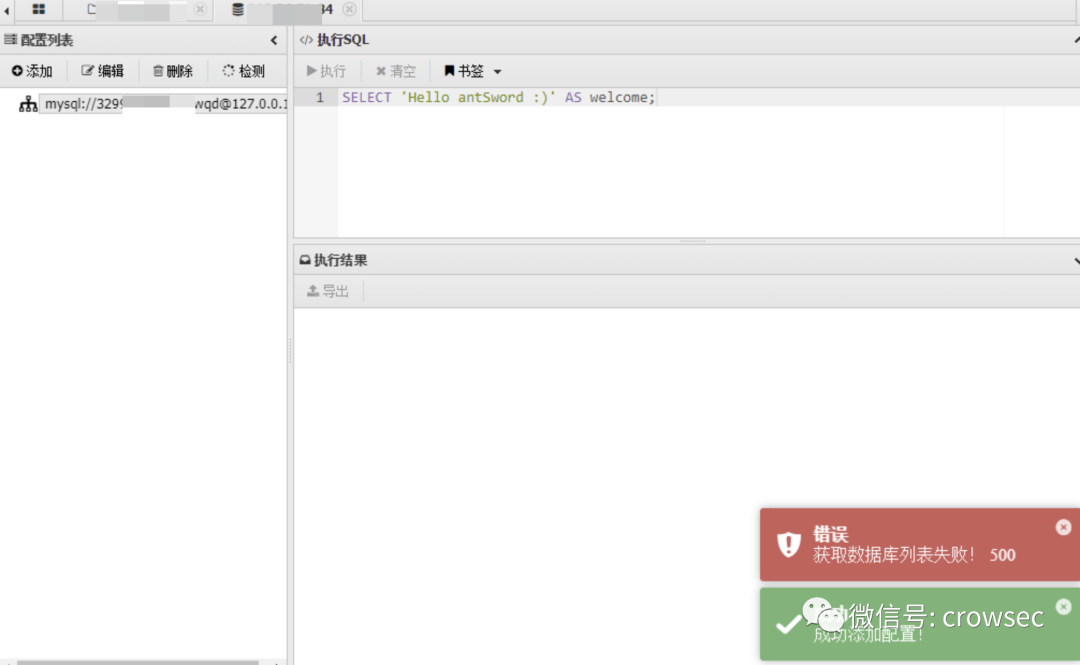 34
配置列表
执行SQL
添加 编辑 删除 检测
执行 清空 书签
mysql://329 wqd@127.0.0.1
1 SELECT 'Hello antSword :)' AS welcome;
执行结果
导出
错误
获取数据库列表失败! 500
微信号: crowsec
成功添加配置!